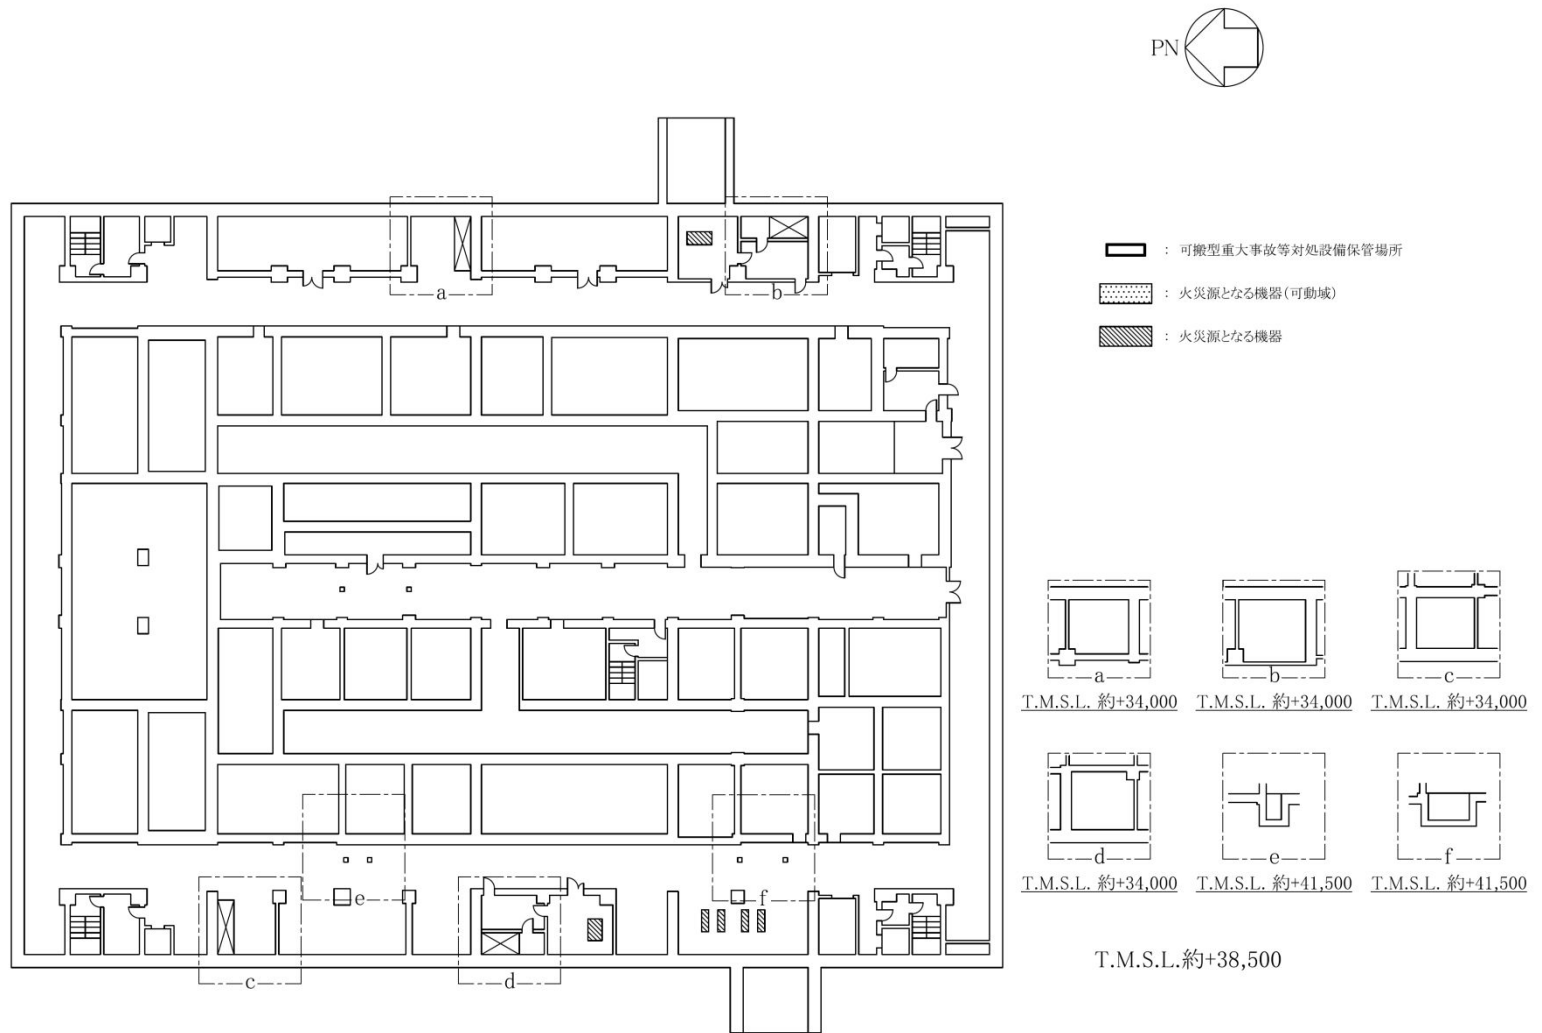 PN
： 可搬型重大事故等対処設備保管場所
： 火災源となる機器(可動域)
： 火災源となる機器
a
b
a
T.M.S.L. 約+34,000
b
T.M.S.L. 約+34,000
c
T.M.S.L. 約+34,000
d
T.M.S.L. 約+34,000
e
T.M.S.L. 約+41,500
f
T.M.S.L. 約+41,500
e
f
c
d
T.M.S.L.約+38,500